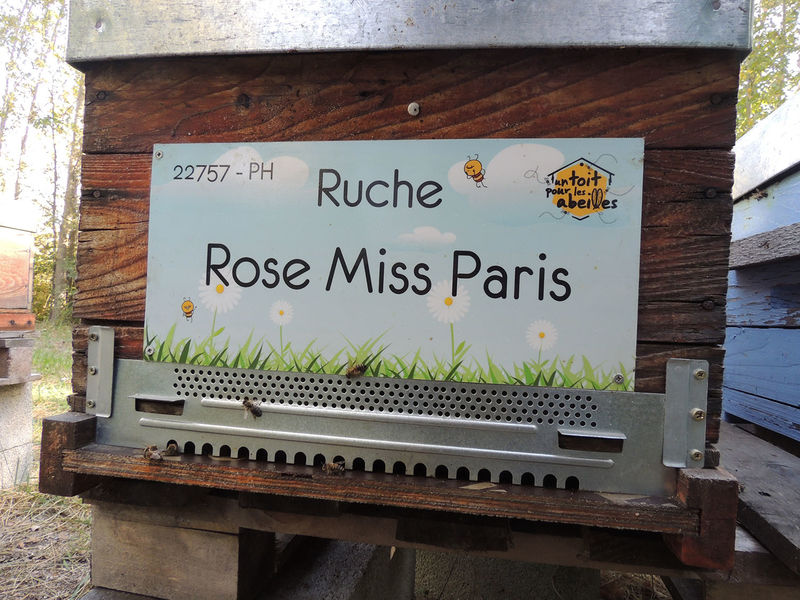 22757 - PH
Ruche
un toit
pour les
abeilles
Rose Miss Paris